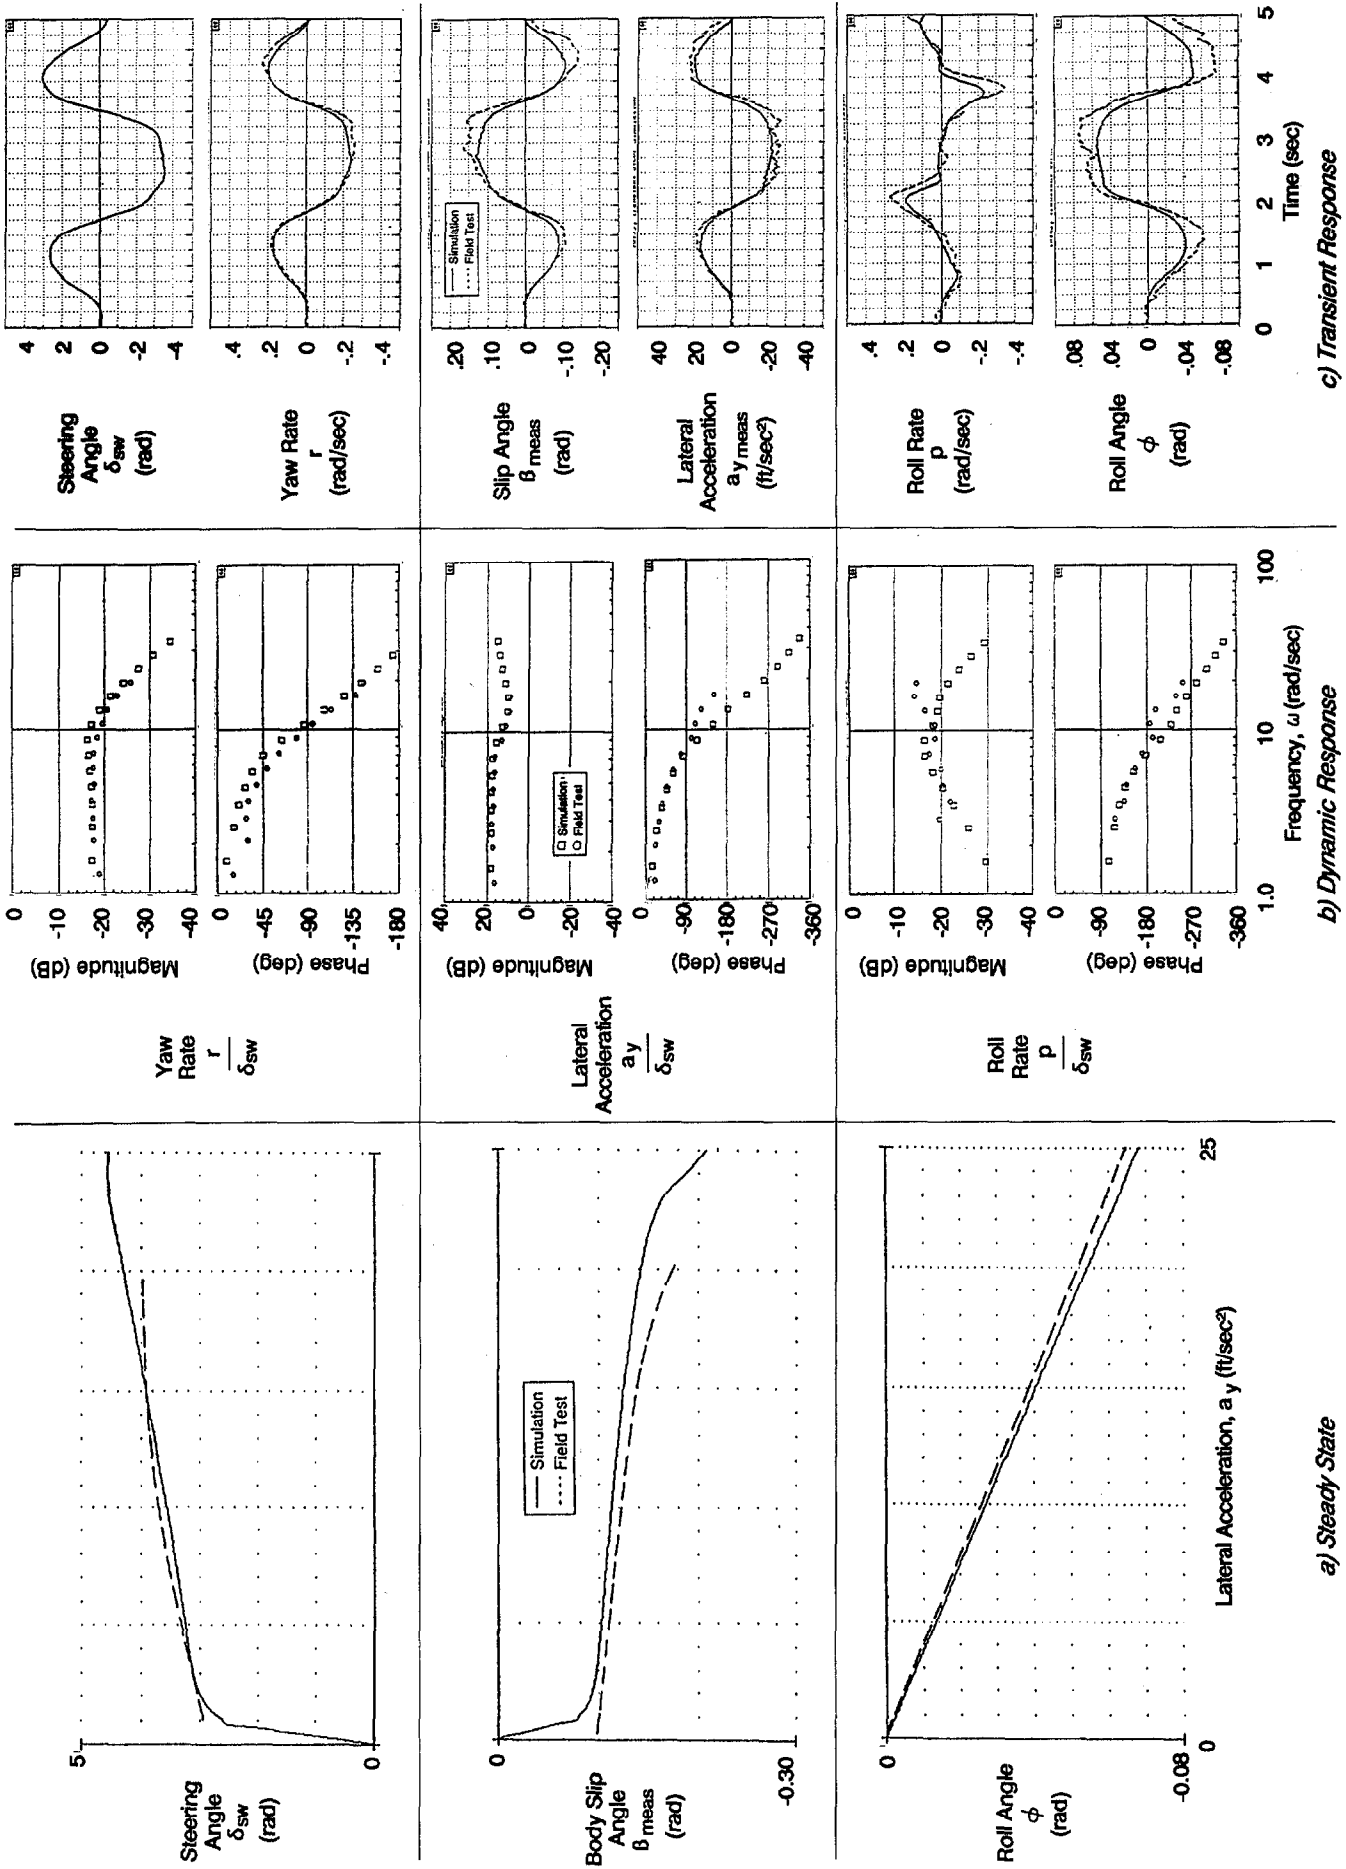 Steering
Angle
δsw
(rad)
5
0
Body Slip
Angle
β meas
(rad)
0
-0.30
Simulation
Field Test
Roll Angle
ϕ
(rad)
0
-0.08
0
25
Lateral Acceleration, a y (ft/sec²)
a) Steady State
Yaw
Rate
r
δsw
Magnitude (dB)
0
-10
-20
-30
-40
Phase (deg)
0
-45
-90
-135
-180
Lateral
Acceleration
a y
δsw
Magnitude (dB)
40
20
0
-20
-40
Simulation
Field Test
Phase (deg)
0
-90
-180
-270
-360
Roll
Rate
p
δsw
Magnitude (dB)
0
-10
-20
-30
-40
Phase (deg)
0
-90
-180
-270
-360
1.0
10
100
Frequency, ω (rad/sec)
b) Dynamic Response
Steering
Angle
δsw
(rad)
4
2
0
-2
-4
Yaw Rate
r
(rad/sec)
.4
.2
0
-.2
-.4
Slip Angle
β meas
(rad)
.20
.10
0
-.10
-.20
Simulation
Field Test
Lateral
Acceleration
a y meas
(ft/sec²)
40
20
0
-20
-40
Roll Rate
p
(rad/sec)
.4
.2
0
-.2
-.4
Roll Angle
ϕ
(rad)
.08
.04
0
-.04
-.08
0
1
2
3
4
5
Time (sec)
c) Transient Response